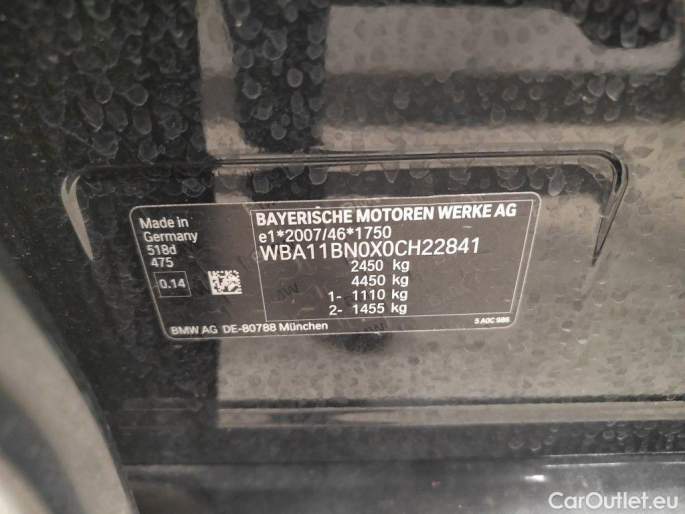 BAYERISCHE MOTOREN WERKE AG
e1*2007/46*1750
WBA11BN0X0CH22841
2450 kg
4450 kg
1- 1110 kg
2- 1455 kg
Made in
Germany
518d
475
0.14
BMW AG DE-80788 München
5 A0C 986
CarOutlet.eu